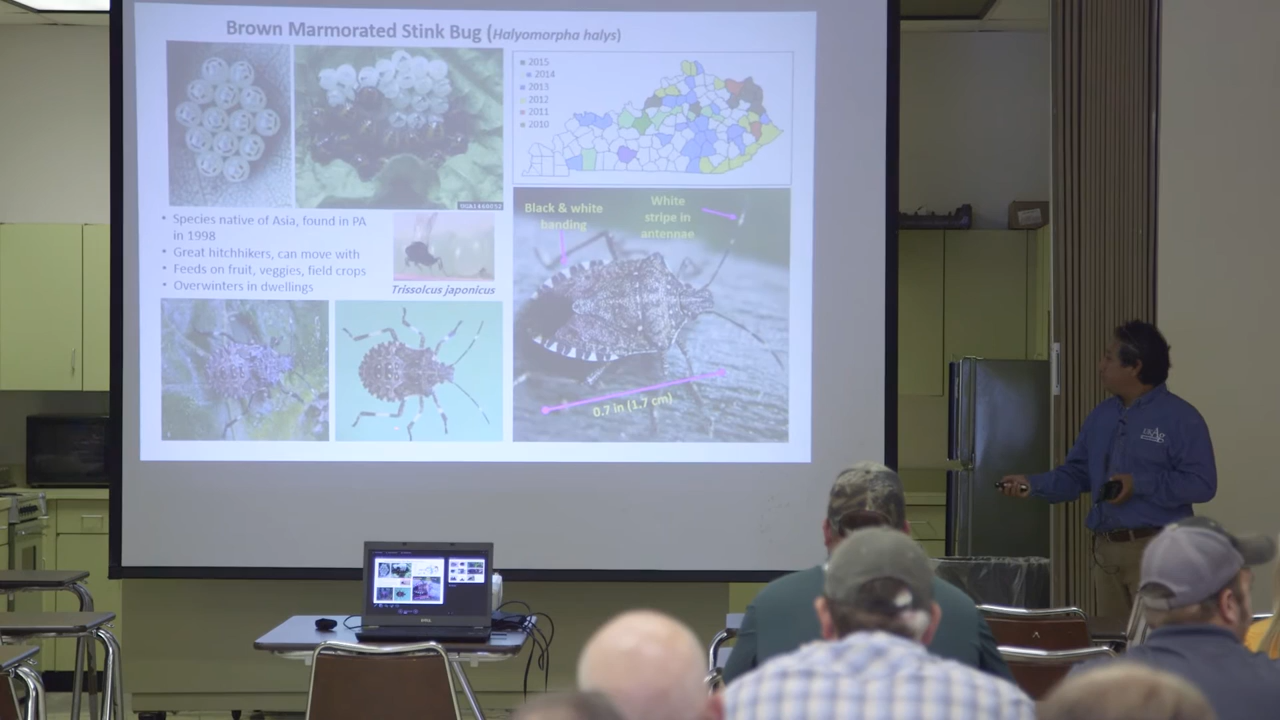 Brown Marmorated Stink Bug (Halyomorpha halys)
2015
2014
2013
2012
2011
2010
• Species native of Asia, found in PA
in 1998
• Great hitchhikers, can move with
• Feeds on fruit, veggies, field crops
• Overwinters in dwellings
Trissolcus japonicus
Black & white
banding
White
stripe in
antennae
0.7 in (1.7 cm)
DELL